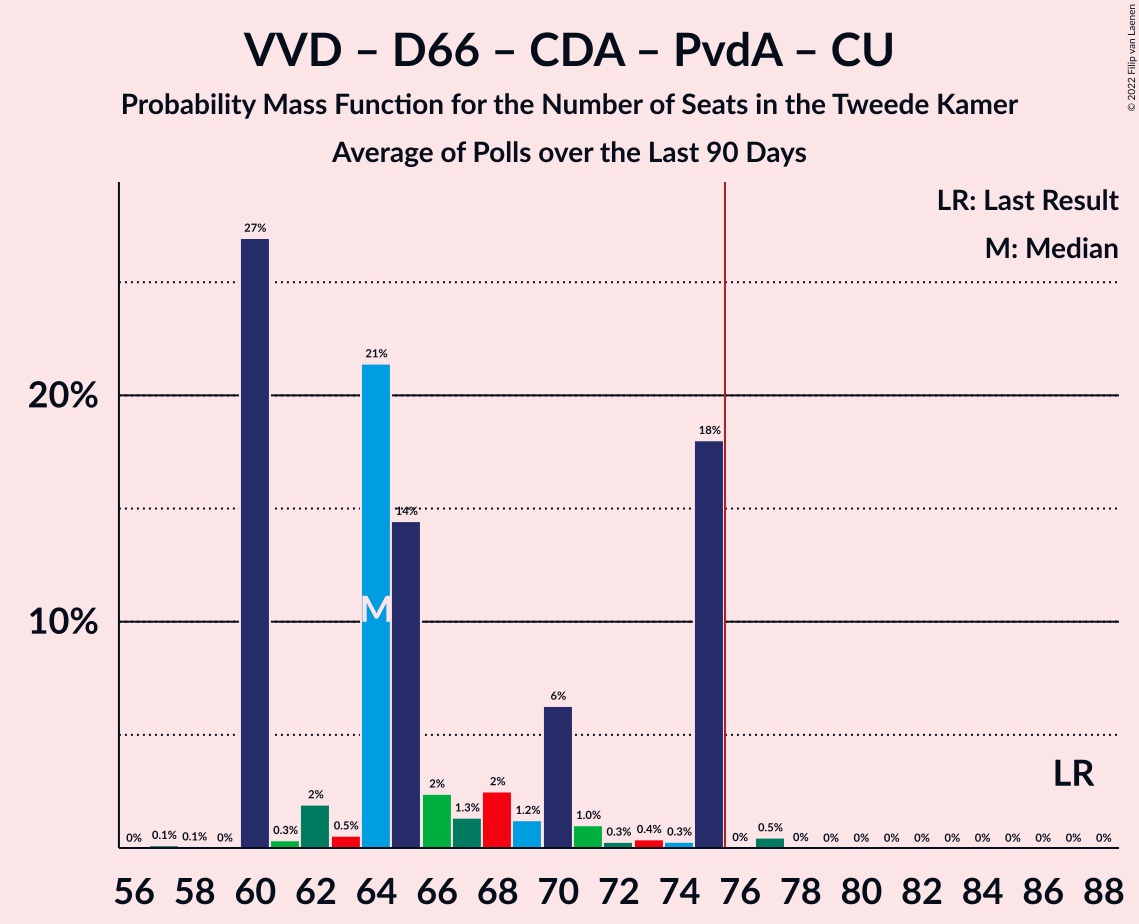 VVD – D66 – CDA – PvdA – CU
Probability Mass Function for the Number of Seats in the Tweede Kamer
Average of Polls over the Last 90 Days
© 2022 Filip van Laenen
LR: Last Result
M: Median
20%
10%
0% 0.1% 0.1% 0% 27% 0.3% 2% 0.5% 21% 14% 2% 1.3% 2% 1.2% 6% 1.0% 0.3% 0.4% 0.3% 18% 0% 0.5% 0% 0% 0% 0% 0% 0% 0% 0% 0% 0% 0%
M
LR
56 58 60 62 64 66 68 70 72 74 76 78 80 82 84 86 88